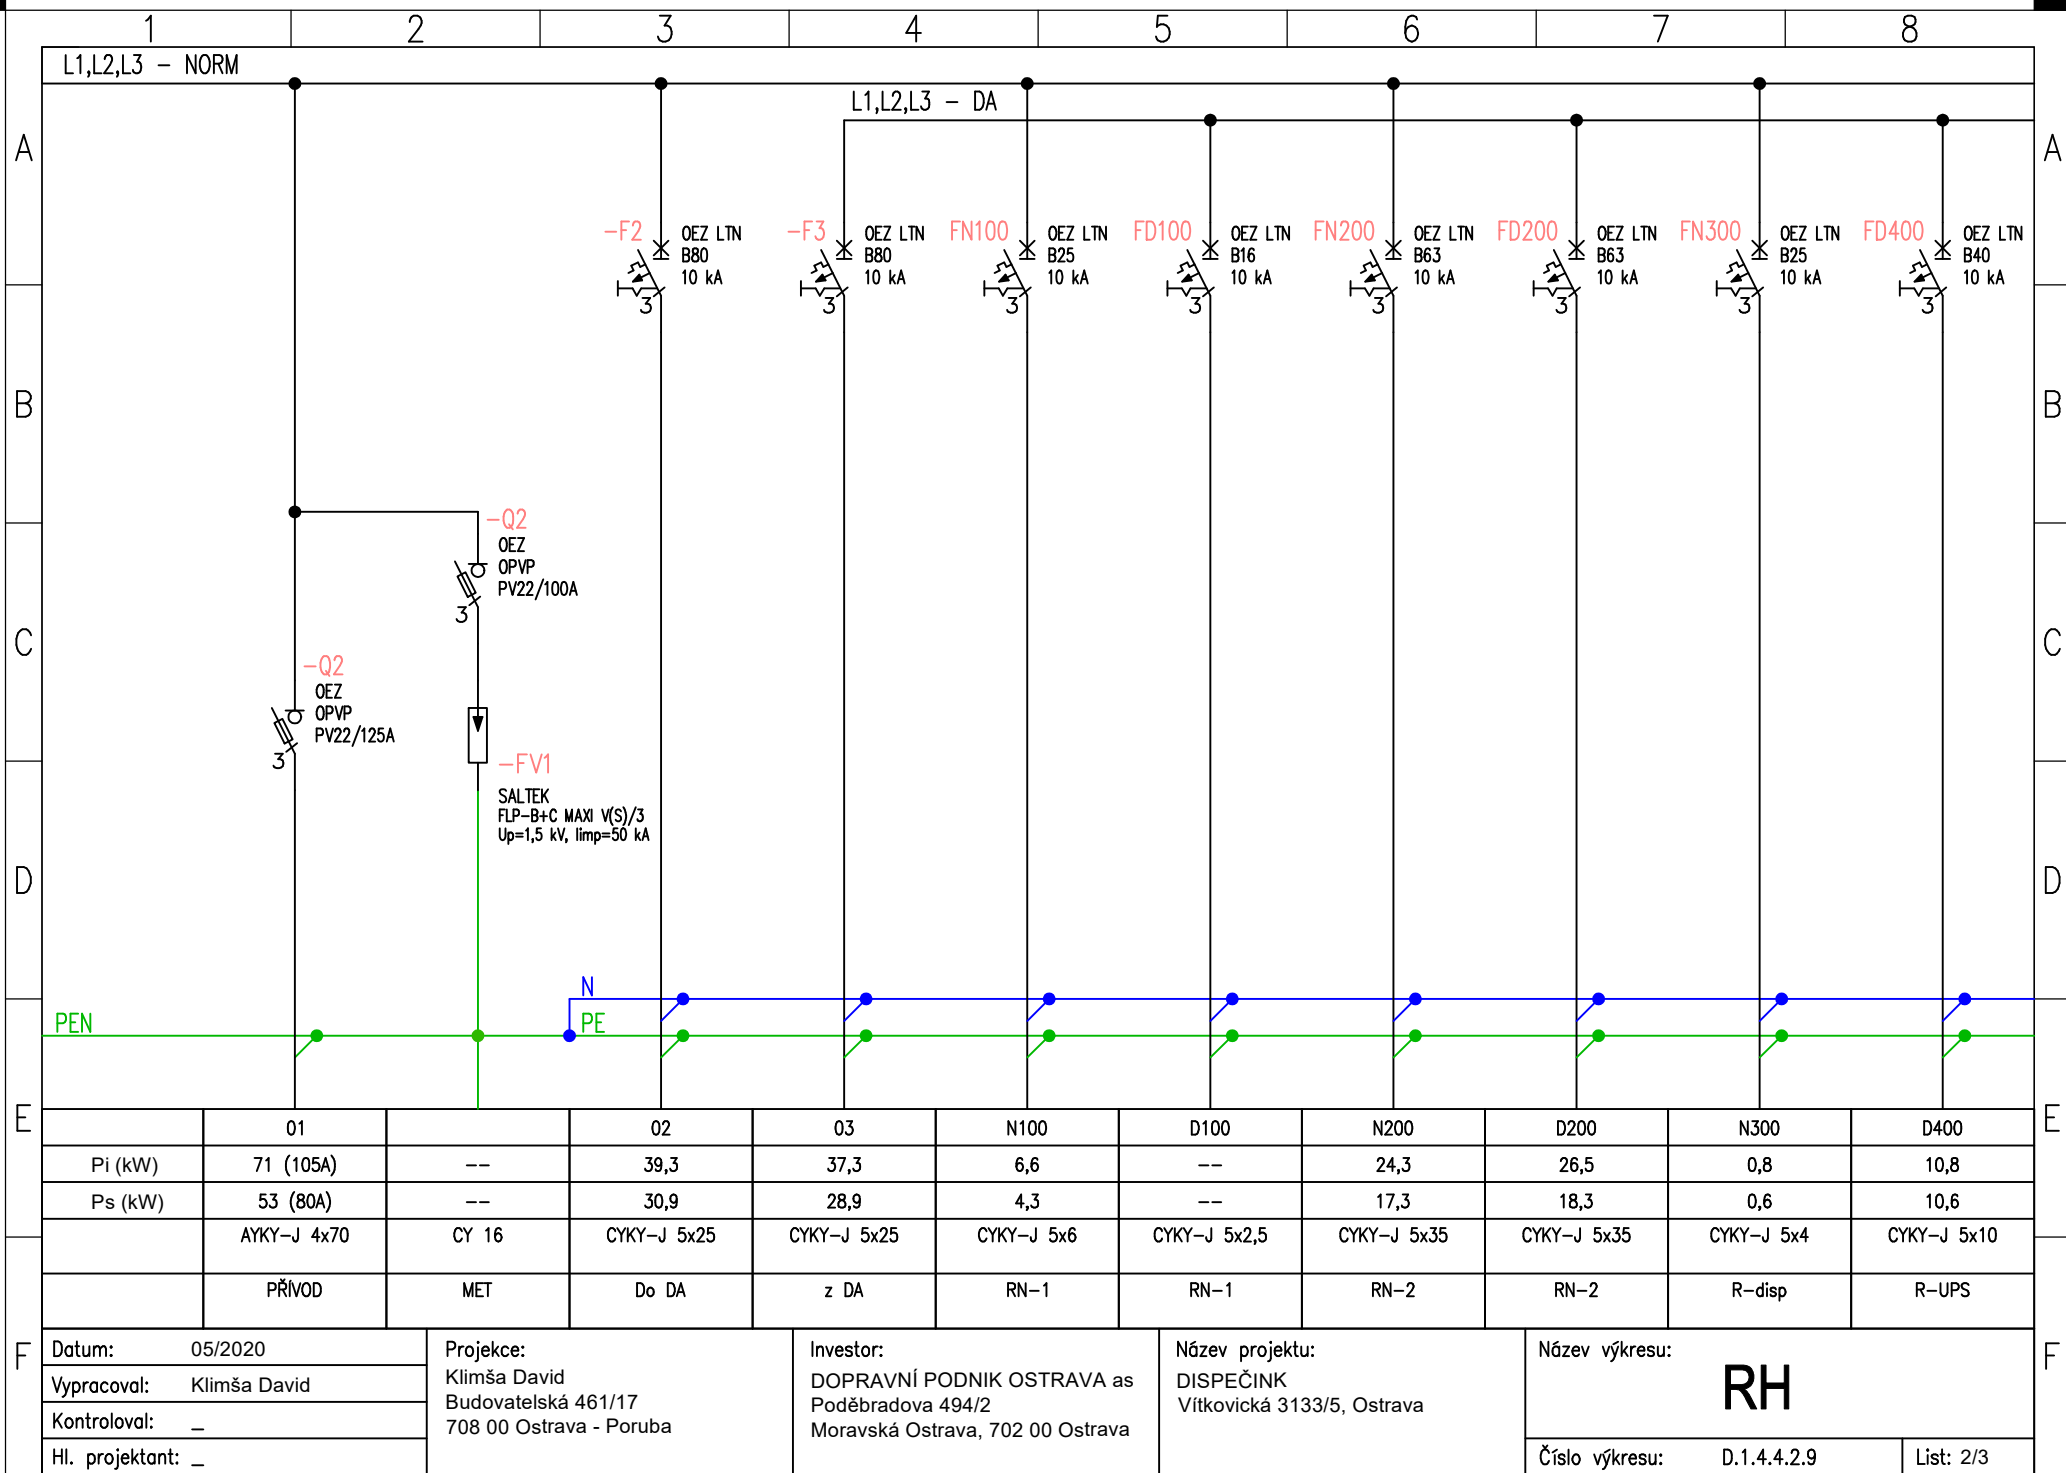 1 2 3 4 5 6 7 8
L1,L2,L3 - NORM
L1,L2,L3 - DA
A A
-F2 OEZ LTN
B80
10 kA
3
-F3 OEZ LTN
B80
10 kA
3
FN100 OEZ LTN
B25
10 kA
3
FD100 OEZ LTN
B16
10 kA
3
FN200 OEZ LTN
B63
10 kA
3
FD200 OEZ LTN
B63
10 kA
3
FN300 OEZ LTN
B25
10 kA
3
FD400 OEZ LTN
B40
10 kA
3
B B
-Q2
OEZ
OPVP
PV22/100A
3
C C
-Q2
OEZ
OPVP
PV22/125A
3
-FV1
SALTEK
FLP-B+C MAXI V(S)/3
Up=1,5 kV, Iimp=50 kA
D D
N
PEN PE
E E
01 02 03 N100 D100 N200 D200 N300 D400
Pi (kW) 71 (105A) -- 39,3 37,3 6,6 -- 24,3 26,5 0,8 10,8
Ps (kW) 53 (80A) -- 30,9 28,9 4,3 -- 17,3 18,3 0,6 10,6
AYKY-J 4x70 CY 16 CYKY-J 5x25 CYKY-J 5x25 CYKY-J 5x6 CYKY-J 5x2,5 CYKY-J 5x35 CYKY-J 5x35 CYKY-J 5x4 CYKY-J 5x10
PŘÍVOD MET Do DA z DA RN-1 RN-1 RN-2 RN-2 R-disp R-UPS
F F
Datum: 05/2020
Vypracoval: Klimša David
Kontroloval: _
Hl. projektant: _
Projekce:
Klimša David
Budovatelská 461/17
708 00 Ostrava - Poruba
Investor:
DOPRAVNÍ PODNIK OSTRAVA as
Poděbradova 494/2
Moravská Ostrava, 702 00 Ostrava
Název projektu:
DISPEČINK
Vítkovická 3133/5, Ostrava
Název výkresu:
RH
Číslo výkresu: D.1.4.4.2.9 List: 2/3